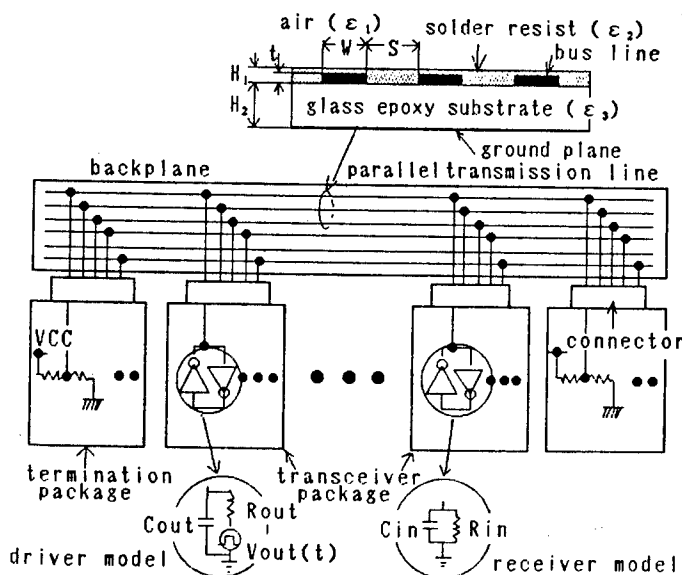 air (ε₁)
solder resist (ε₂)
bus line
t
W
S
H₁
H₂
glass epoxy substrate (ε₃)
ground plane
backplane
parallel transmission line
VCC
connector
termination package
transceiver package
Cout
Rout
Vout(t)
driver model
Cin
Rin
receiver model